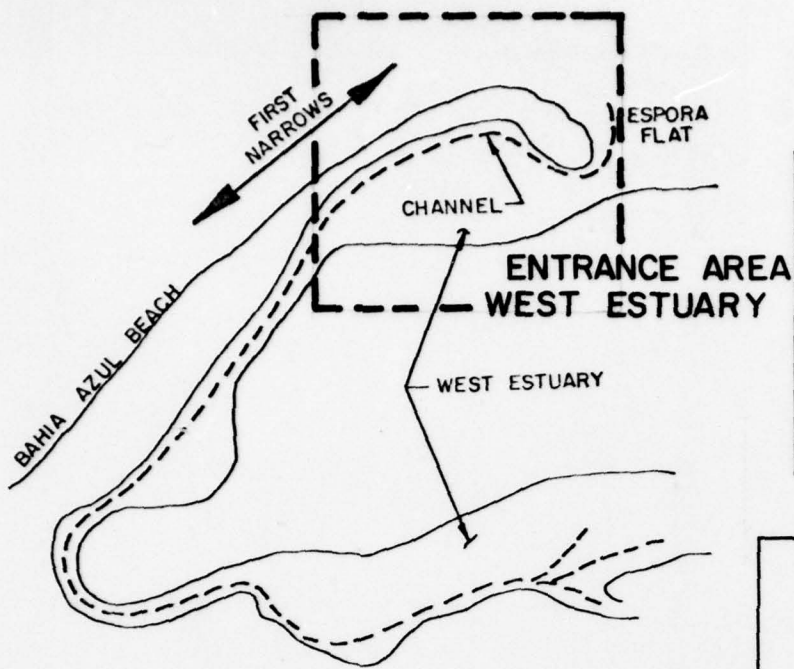 FIRST
NARROWS
ESPORA
FLAT
CHANNEL
ENTRANCE AREA
WEST ESTUARY
BAHIA AZUL BEACH
WEST ESTUARY